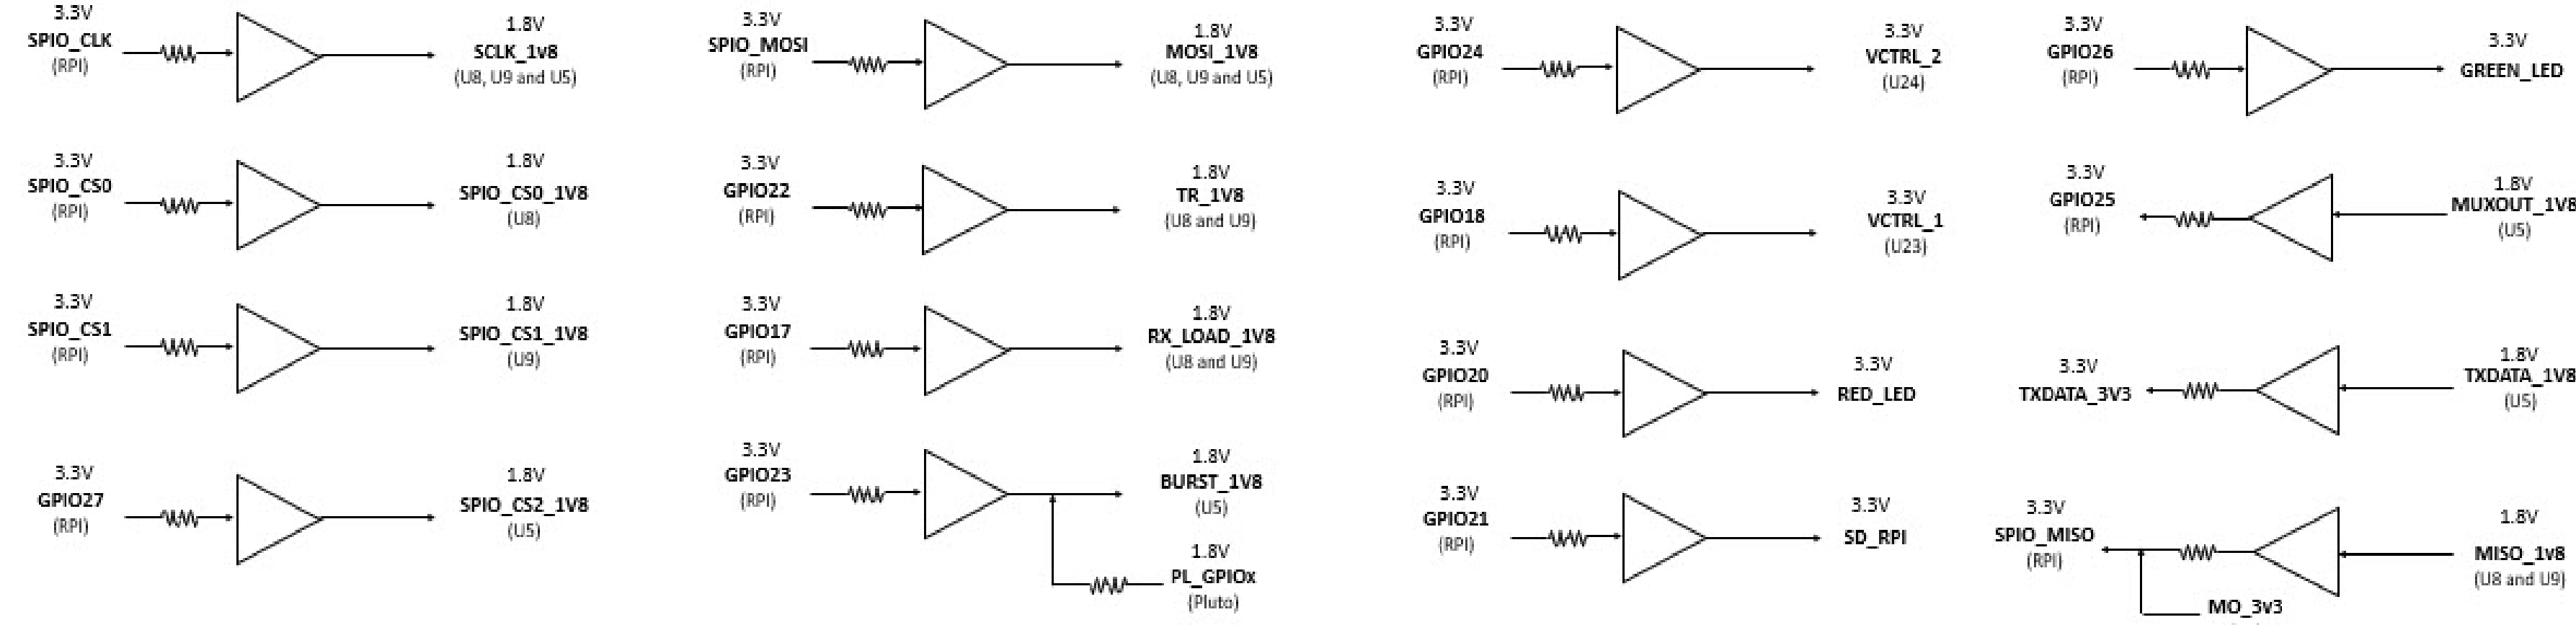 3.3V
SPIO_CLK
(RPI)
1.8V
SCLK_1v8
(U8, U9 and U5)
3.3V
SPIO_CS0
(RPI)
1.8V
SPIO_CS0_1V8
(U8)
3.3V
SPIO_CS1
(RPI)
1.8V
SPIO_CS1_1V8
(U9)
3.3V
GPIO27
(RPI)
1.8V
SPIO_CS2_1V8
(U5)
3.3V
SPIO_MOSI
(RPI)
1.8V
MOSI_1V8
(U8, U9 and U5)
3.3V
GPIO22
(RPI)
1.8V
TR_1V8
(U8 and U9)
3.3V
GPIO17
(RPI)
1.8V
RX_LOAD_1V8
(U8 and U9)
3.3V
GPIO23
(RPI)
1.8V
BURST_1V8
(U5)
1.8V
PL_GPIOx
(Pluto)
3.3V
GPIO24
(RPI)
3.3V
VCTRL_2
(U24)
3.3V
GPIO18
(RPI)
3.3V
VCTRL_1
(U23)
3.3V
GPIO20
(RPI)
3.3V
RED_LED
3.3V
GPIO21
(RPI)
3.3V
SD_RPI
3.3V
GPIO26
(RPI)
3.3V
GREEN_LED
3.3V
GPIO25
(RPI)
1.8V
MUXOUT_1V8
(U5)
3.3V
TXDATA_3V3
1.8V
TXDATA_1V8
(U5)
3.3V
SPIO_MISO
(RPI)
1.8V
MISO_1v8
(U8 and U9)
MO_3v3